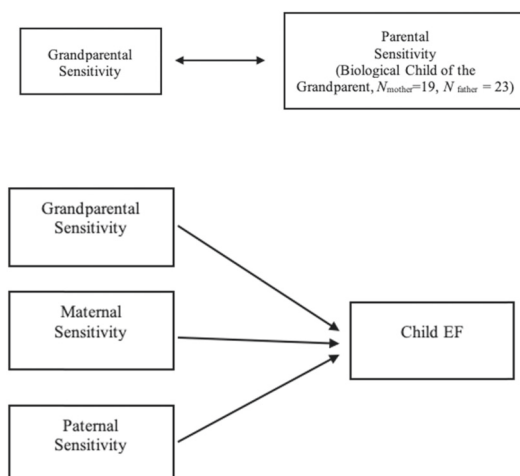 Grandparental
Sensitivity
Parental
Sensitivity
(Biological Child of the
Grandparent, Nmother=19, N father = 23)
Grandparental
Sensitivity
Maternal
Sensitivity
Child EF
Paternal
Sensitivity